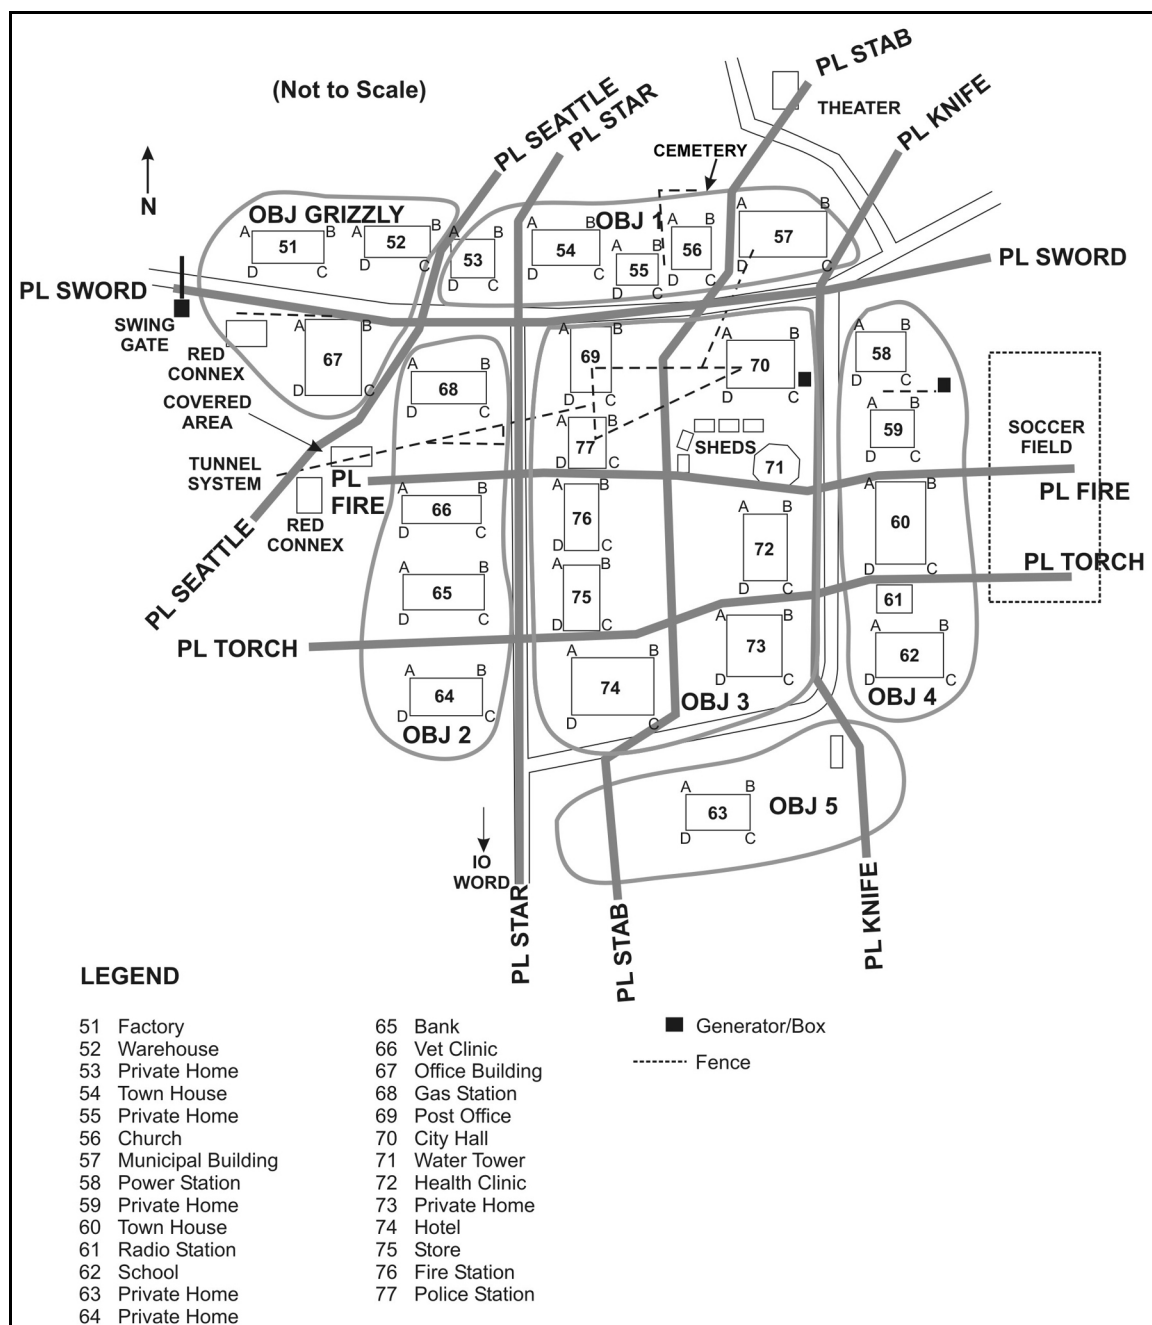 (Not to Scale)
PL SEATTLE
PL STAR
PL STAB
THEATER
PL KNIFE
CEMETERY
N
OBJ GRIZZLY
A B
51
D C
A B
52
C
A
53
D C
OBJ 1
A B
54
D C
A B
55
D C
A B
56
D C
A B
57
D C
PL SWORD
PL SWORD
SWING
GATE
RED
CONNEX
COVERED
AREA
TUNNEL
SYSTEM
RED
CONNEX
A B
67
D C
A B
68
D C
A B
69
D C
A B
70
D C
A B
58
D C
A B
59
D C
SOCCER
FIELD
A B
77
D C
SHEDS
71
PL
FIRE
PL FIRE
A B
66
D C
A B
76
D C
A B
72
D C
A B
60
D C
PL TORCH
PL SEATTLE
A B
65
D C
A B
75
D C
61
PL TORCH
A B
64
D C
OBJ 2
A B
74
D C
A B
73
D C
OBJ 3
A B
62
D C
OBJ 4
A B
63
D C
OBJ 5
IO
WORD
PL STAR
PL STAB
PL KNIFE
LEGEND
51 Factory
52 Warehouse
53 Private Home
54 Town House
55 Private Home
56 Church
57 Municipal Building
58 Power Station
59 Private Home
60 Town House
61 Radio Station
62 School
63 Private Home
64 Private Home
65 Bank
66 Vet Clinic
67 Office Building
68 Gas Station
69 Post Office
70 City Hall
71 Water Tower
72 Health Clinic
73 Private Home
74 Hotel
75 Store
76 Fire Station
77 Police Station
Generator/Box
Fence